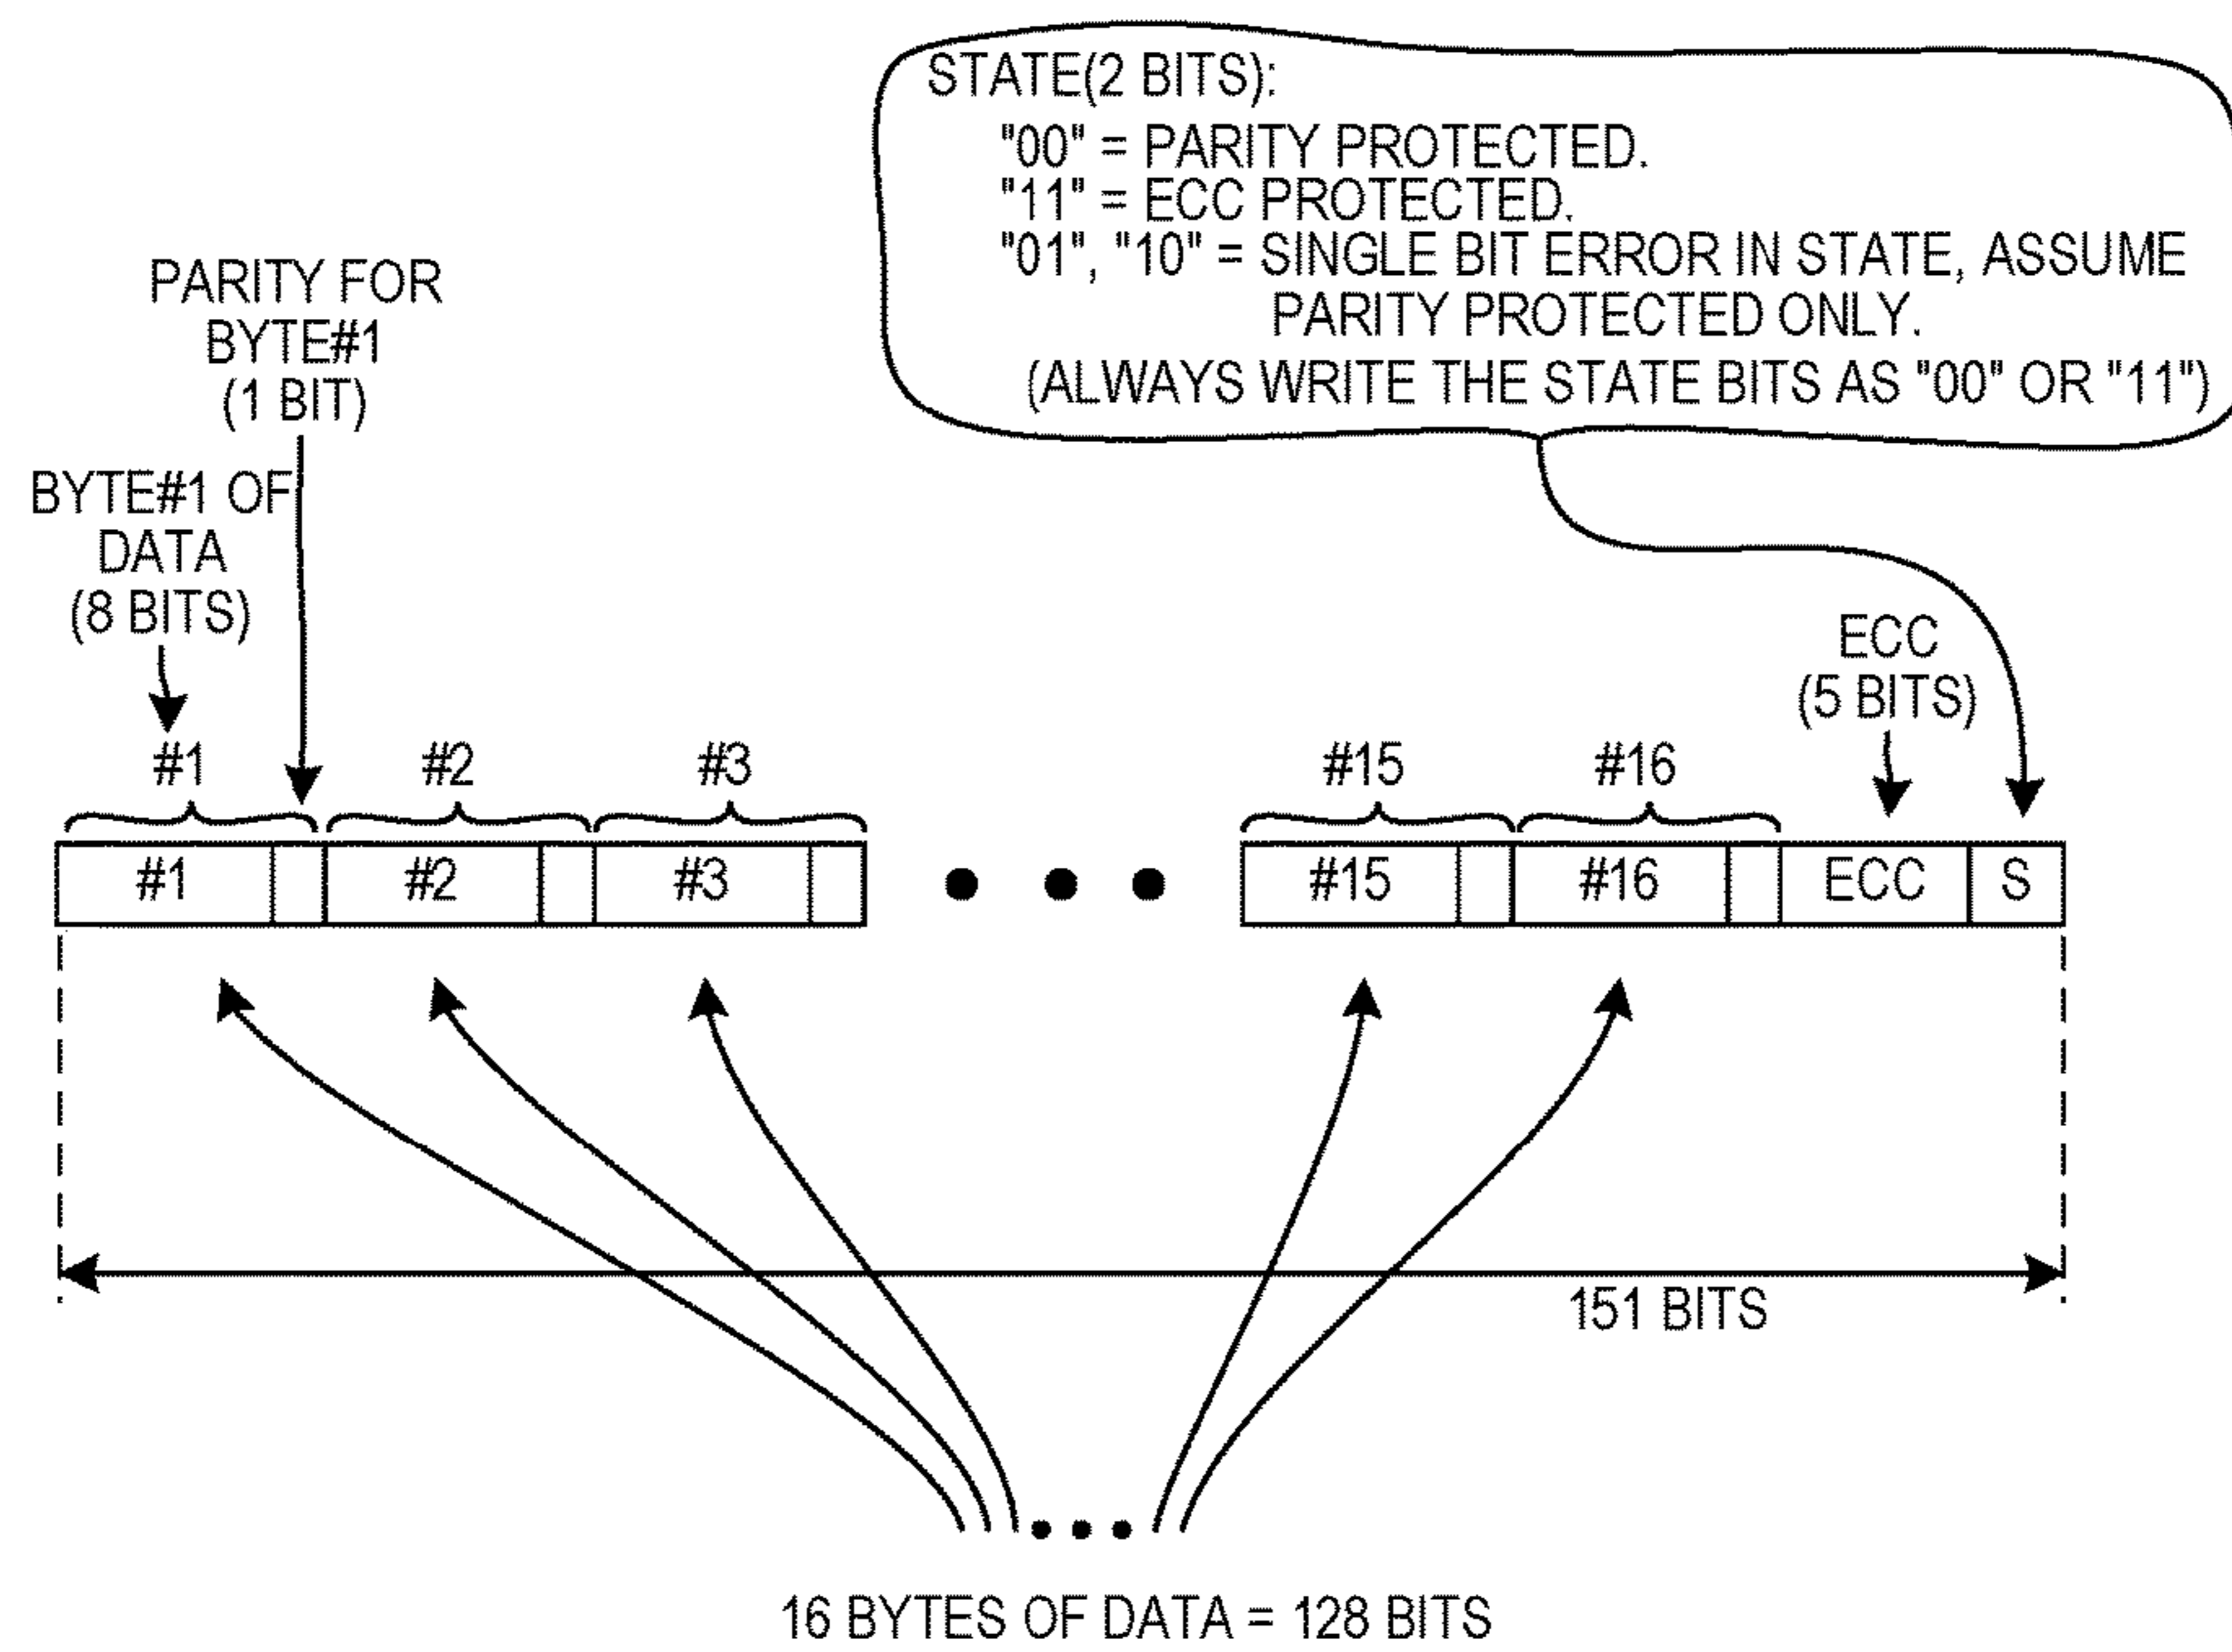 STATE(2 BITS):
"00" = PARITY PROTECTED.
"11" = ECC PROTECTED.
"01", "10" = SINGLE BIT ERROR IN STATE, ASSUME
PARITY PROTECTED ONLY.
(ALWAYS WRITE THE STATE BITS AS "00" OR "11")
PARITY FOR
BYTE#1
(1 BIT)
BYTE#1 OF
DATA
(8 BITS)
ECC
(5 BITS)
#1 #2 #3 #15 #16
#1 #2 #3 #15 #16 ECC S
151 BITS
16 BYTES OF DATA = 128 BITS